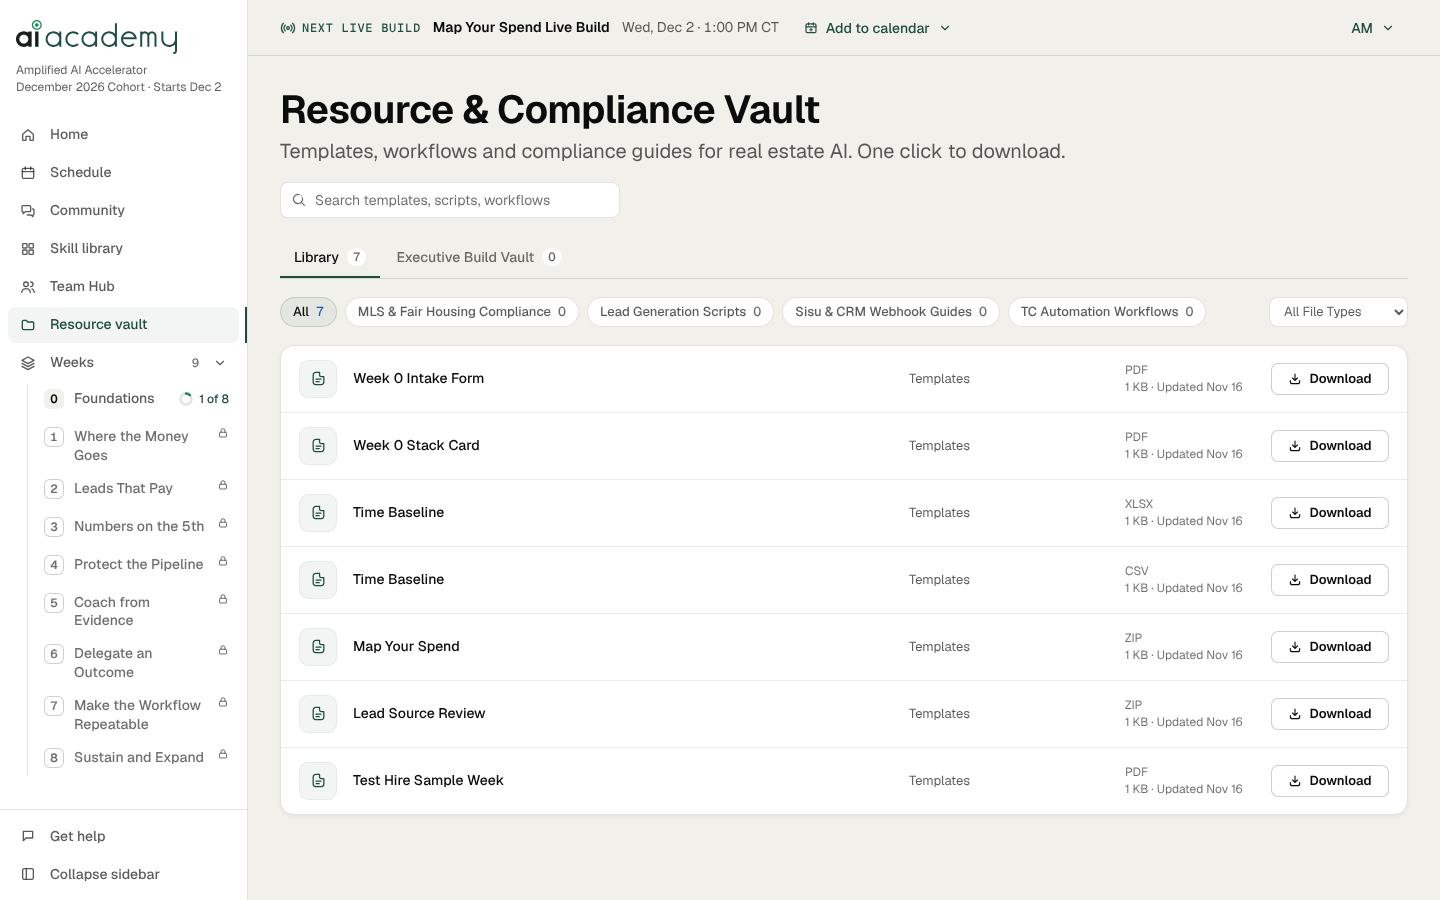 ai academy
Amplified AI Accelerator
December 2026 Cohort · Starts Dec 2
Home
Schedule
Community
Skill library
Team Hub
Resource vault
Weeks 9
0 Foundations 1 of 8
1 Where the Money
Goes
2 Leads That Pay
3 Numbers on the 5th
4 Protect the Pipeline
5 Coach from
Evidence
6 Delegate an
Outcome
7 Make the Workflow
Repeatable
8 Sustain and Expand
Get help
Collapse sidebar
NEXT LIVE BUILD Map Your Spend Live Build Wed, Dec 2 · 1:00 PM CT Add to calendar AM
Resource & Compliance Vault
Templates, workflows and compliance guides for real estate AI. One click to download.
Search templates, scripts, workflows
Library 7 Executive Build Vault 0
All 7 MLS & Fair Housing Compliance 0 Lead Generation Scripts 0 Sisu & CRM Webhook Guides 0 TC Automation Workflows 0 All File Types
Week 0 Intake Form Templates PDF
1 KB · Updated Nov 16 Download
Week 0 Stack Card Templates PDF
1 KB · Updated Nov 16 Download
Time Baseline Templates XLSX
1 KB · Updated Nov 16 Download
Time Baseline Templates CSV
1 KB · Updated Nov 16 Download
Map Your Spend Templates ZIP
1 KB · Updated Nov 16 Download
Lead Source Review Templates ZIP
1 KB · Updated Nov 16 Download
Test Hire Sample Week Templates PDF
1 KB · Updated Nov 16 Download